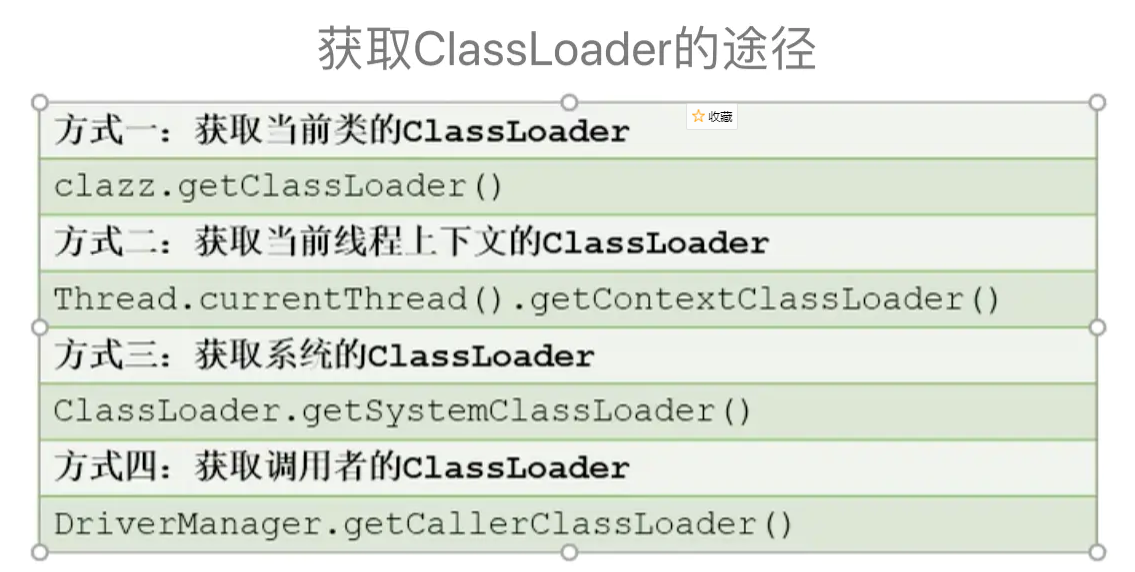 获取ClassLoader的途径
收藏
方式一：获取当前类的ClassLoader
clazz.getClassLoader()
方式二：获取当前线程上下文的ClassLoader
Thread.currentThread().getContextClassLoader()
方式三：获取系统的ClassLoader
ClassLoader.getSystemClassLoader()
方式四：获取调用者的ClassLoader
DriverManager.getCallerClassLoader()